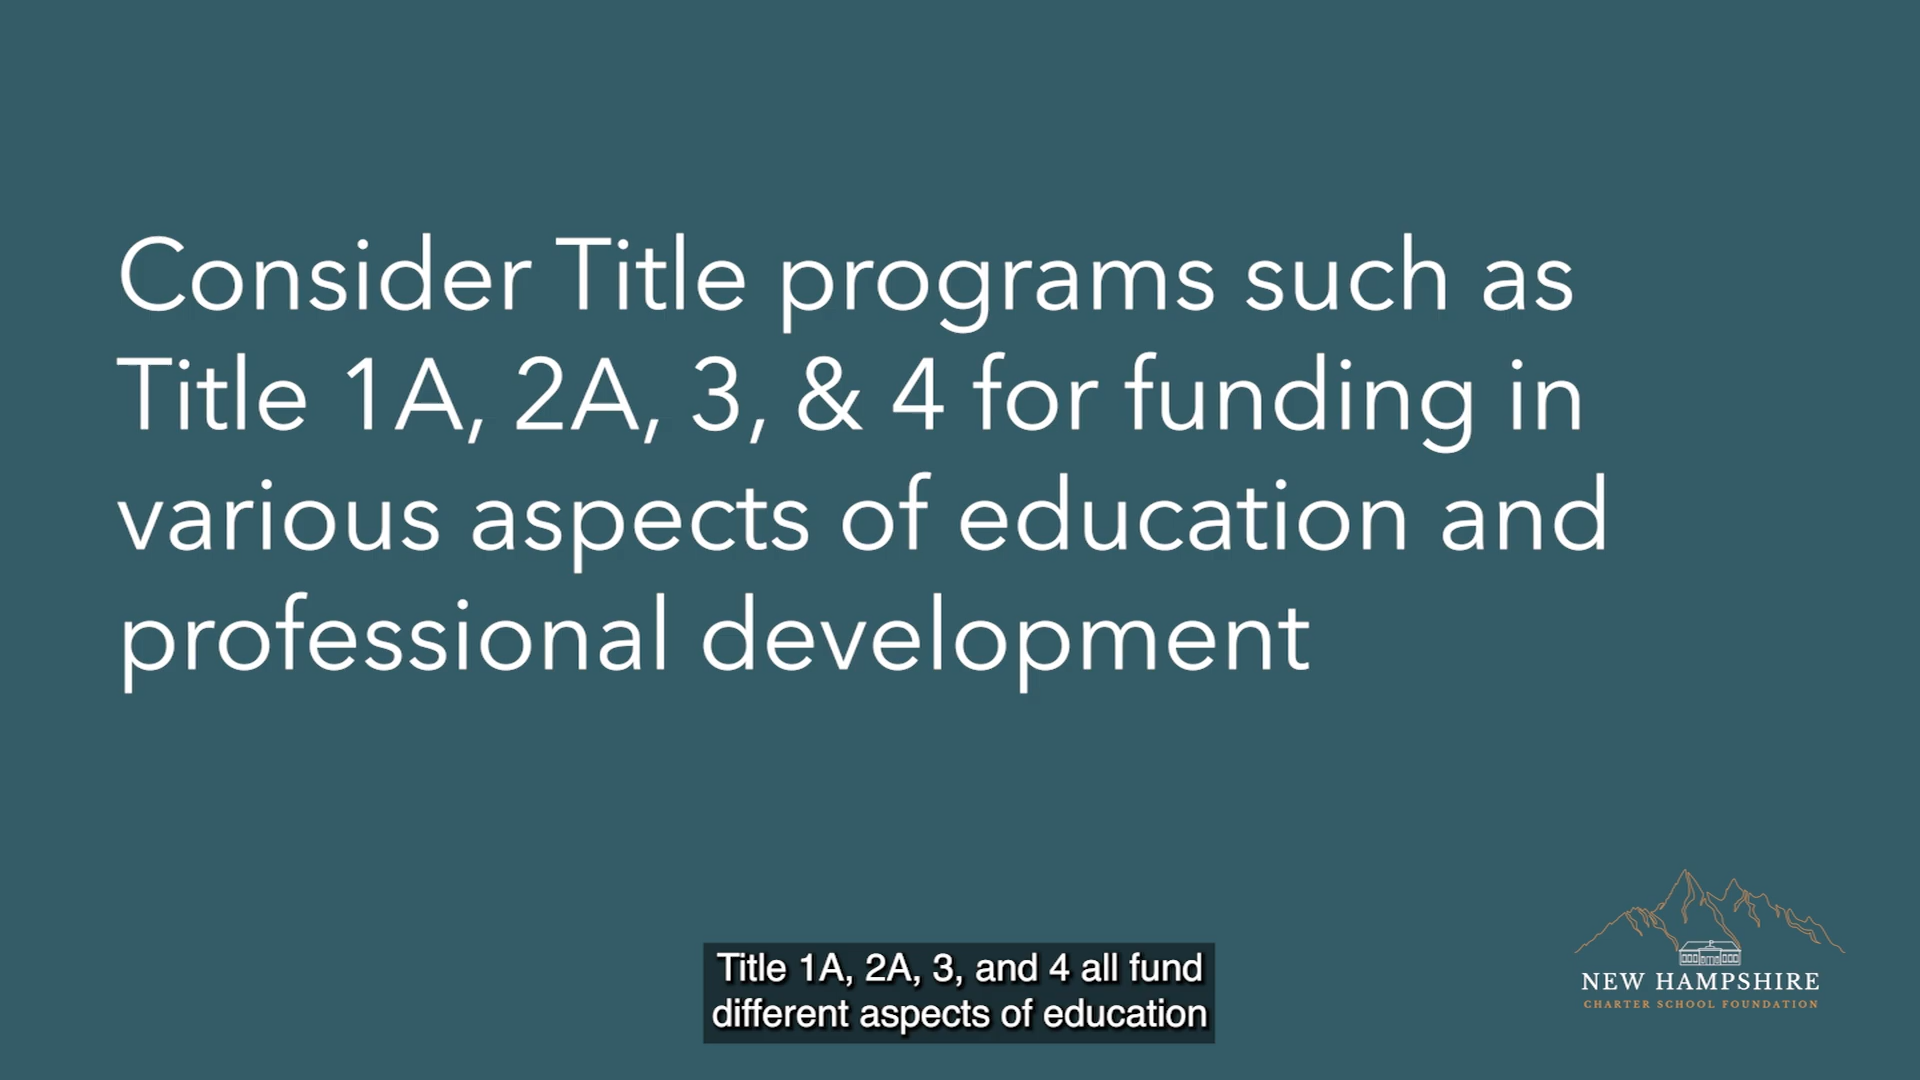 Consider Title programs such as
Title 1A, 2A, 3, & 4 for funding in
various aspects of education and
professional development
Title 1A, 2A, 3, and 4 all fund
different aspects of education
NEW HAMPSHIRE
CHARTER SCHOOL FOUNDATION